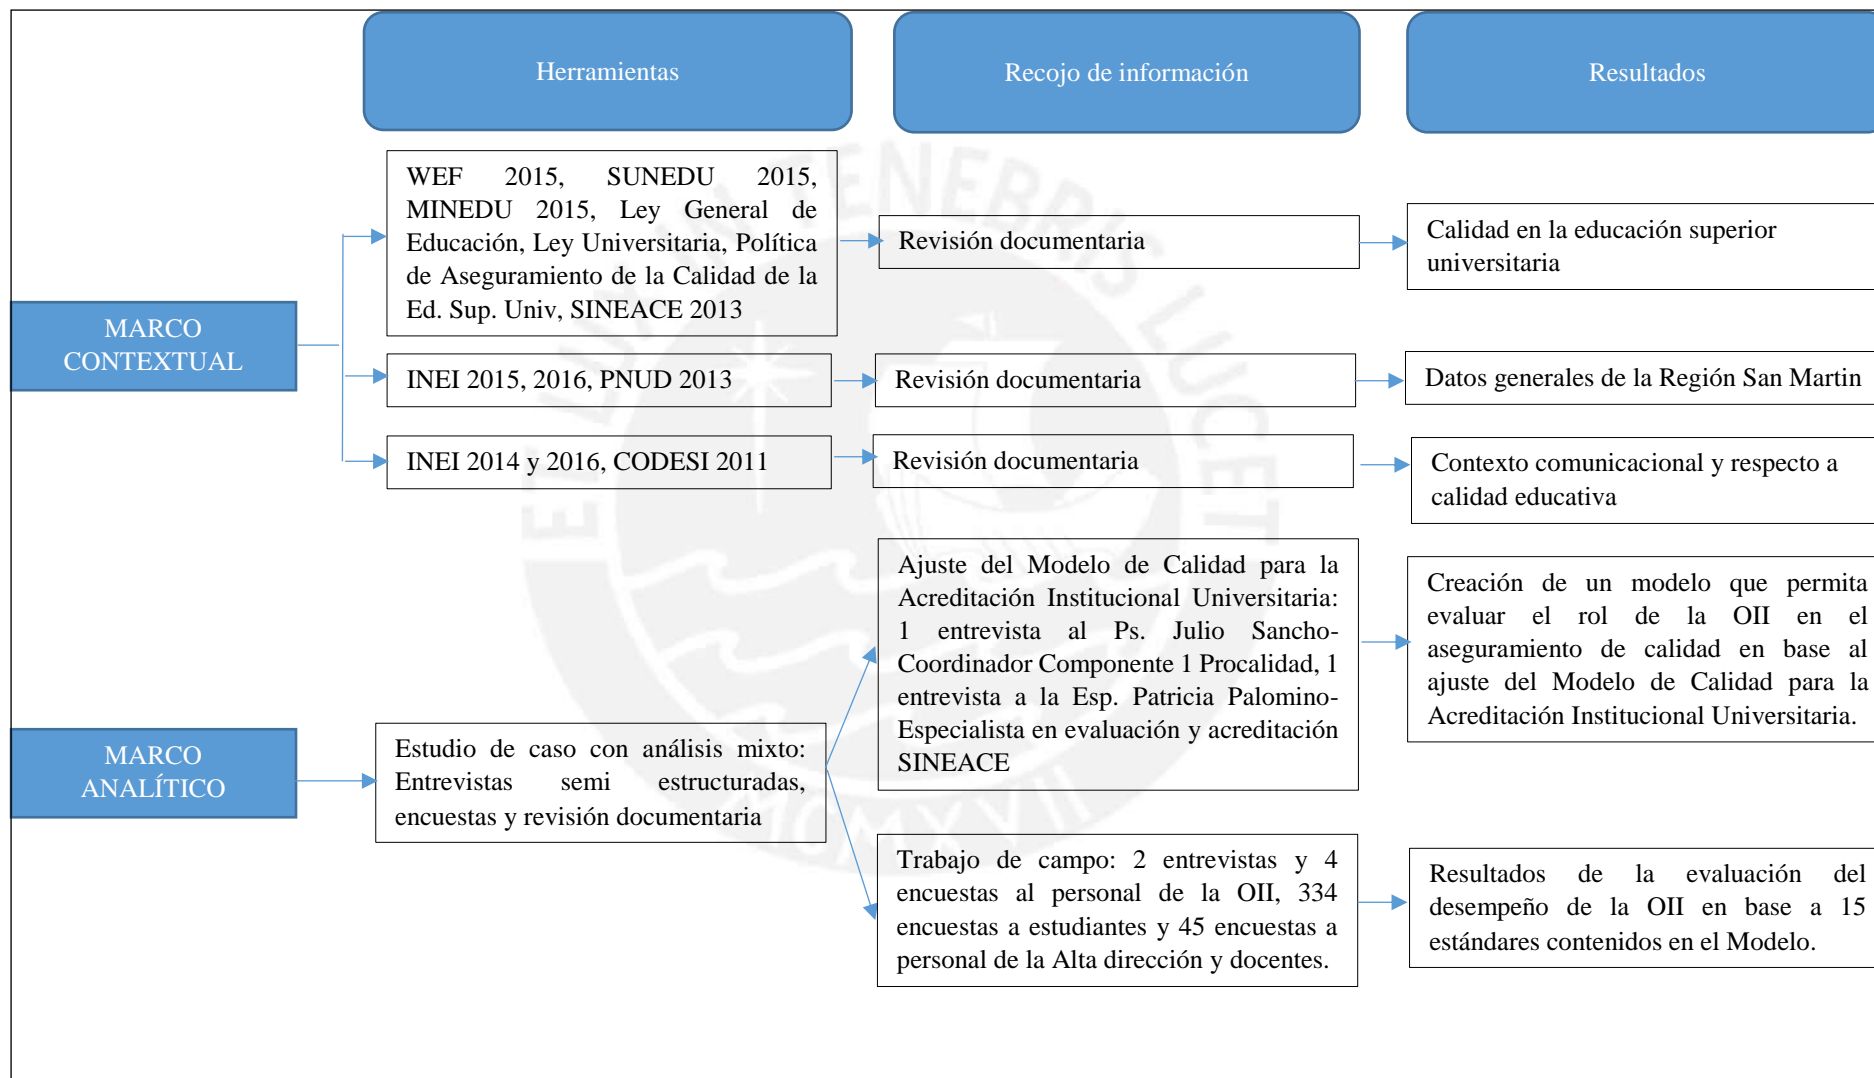 Herramientas
Recojo de información
Resultados
MARCO
CONTEXTUAL
WEF 2015, SUNEDU 2015,
MINEDU 2015, Ley General de
Educación, Ley Universitaria, Política
de Aseguramiento de la Calidad de la
Ed. Sup. Univ, SINEACE 2013
Revisión documentaria
Calidad en la educación superior
universitaria
INEI 2015, 2016, PNUD 2013
Revisión documentaria
Datos generales de la Región San Martin
INEI 2014 y 2016, CODESI 2011
Revisión documentaria
Contexto comunicacional y respecto a
calidad educativa
MARCO
ANALÍTICO
Estudio de caso con análisis mixto:
Entrevistas semi estructuradas,
encuestas y revisión documentaria
Ajuste del Modelo de Calidad para la
Acreditación Institucional Universitaria:
1 entrevista al Ps. Julio Sancho-
Coordinador Componente 1 Procalidad, 1
entrevista a la Esp. Patricia Palomino-
Especialista en evaluación y acreditación
SINEACE
Creación de un modelo que permita
evaluar el rol de la OII en el
aseguramiento de calidad en base al
ajuste del Modelo de Calidad para la
Acreditación Institucional Universitaria.
Trabajo de campo: 2 entrevistas y 4
encuestas al personal de la OII, 334
encuestas a estudiantes y 45 encuestas a
personal de la Alta dirección y docentes.
Resultados de la evaluación del
desempeño de la OII en base a 15
estándares contenidos en el Modelo.
ET LUX IN TENEBRIS LUCET
MCMXVII